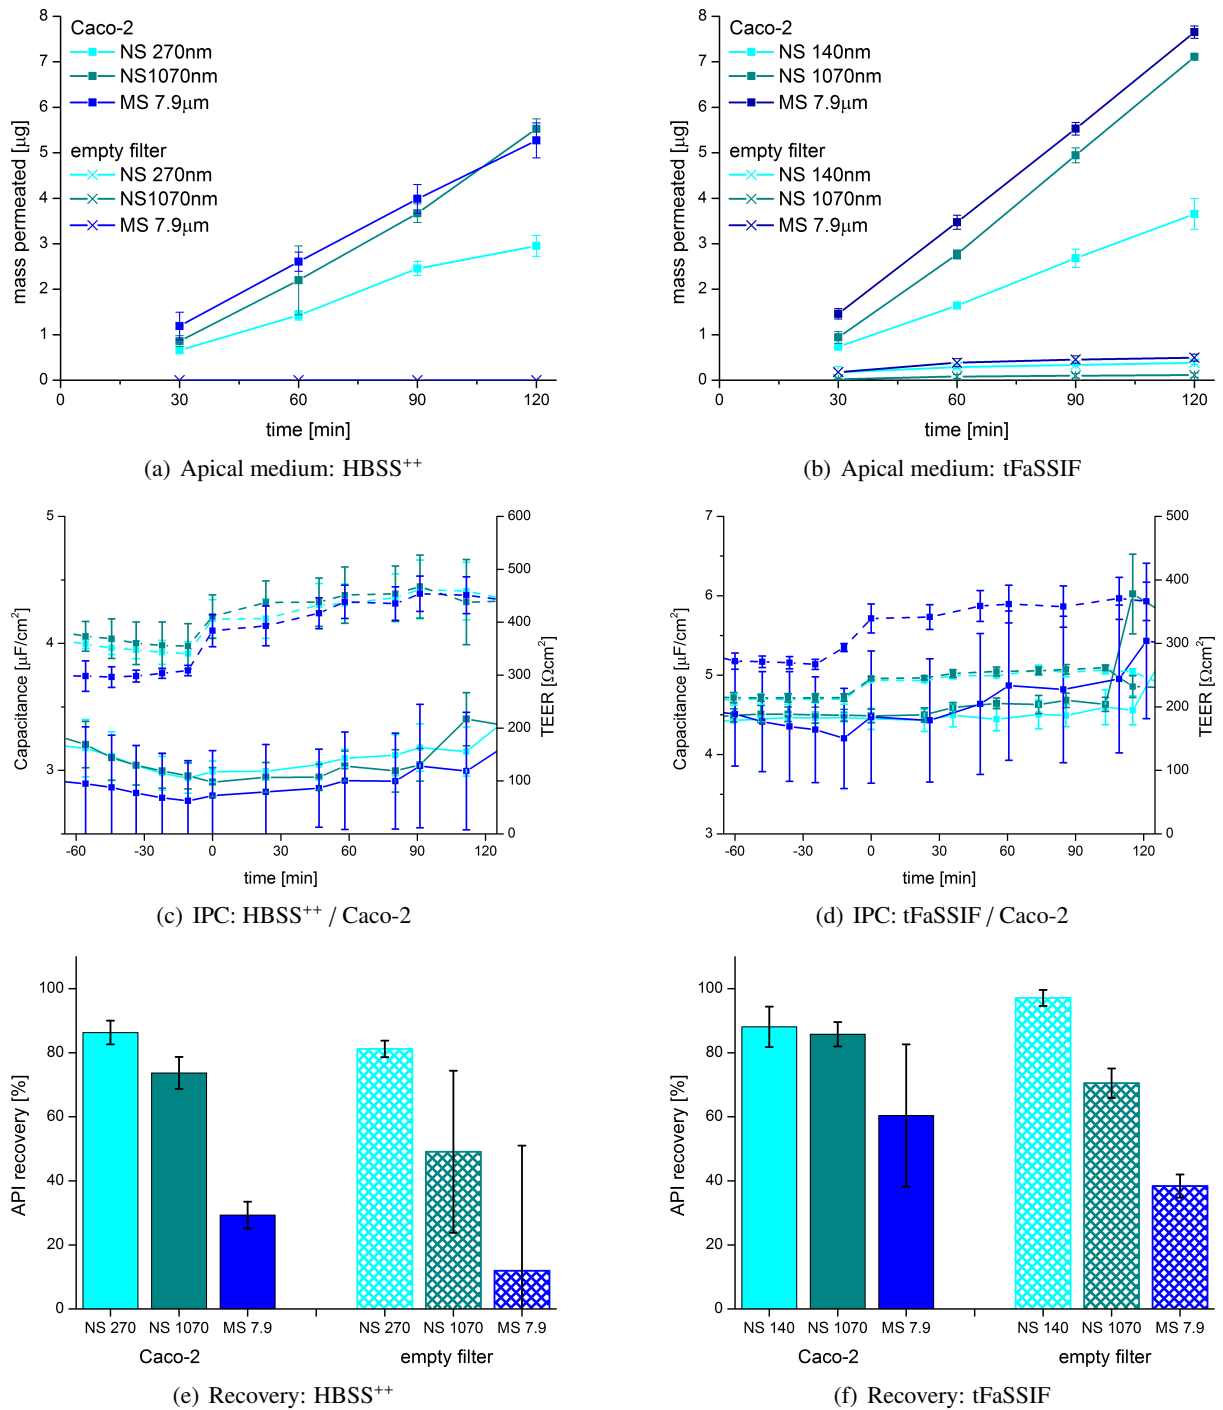 8
7
6
5
4
3
2
1
0
mass permeated [µg]
Caco-2
NS 270nm
NS1070nm
MS 7.9µm
empty filter
NS 270nm
NS1070nm
MS 7.9µm
0 30 60 90 120
time [min]
(a) Apical medium: HBSS++
8
7
6
5
4
3
2
1
0
mass permeated [µg]
Caco-2
NS 140nm
NS 1070nm
MS 7.9µm
empty filter
NS 140nm
NS 1070nm
MS 7.9µm
0 30 60 90 120
time [min]
(b) Apical medium: tFaSSIF
5
4
3
Capacitance [µF/cm²]
600
500
400
300
200
100
0
TEER [Ωcm²]
-60 -30 0 30 60 90 120
time [min]
(c) IPC: HBSS++ / Caco-2
7
6
5
4
3
Capacitance [µF/cm²]
500
400
300
200
100
0
TEER [Ωcm²]
-60 -30 0 30 60 90 120
time [min]
(d) IPC: tFaSSIF / Caco-2
100
80
60
40
20
0
API recovery [%]
NS 270 NS 1070 MS 7.9 NS 270 NS 1070 MS 7.9
Caco-2 empty filter
(e) Recovery: HBSS++
100
80
60
40
20
0
API recovery [%]
NS 140 NS 1070 MS 7.9 NS 140 NS 1070 MS 7.9
Caco-2 empty filter
(f) Recovery: tFaSSIF